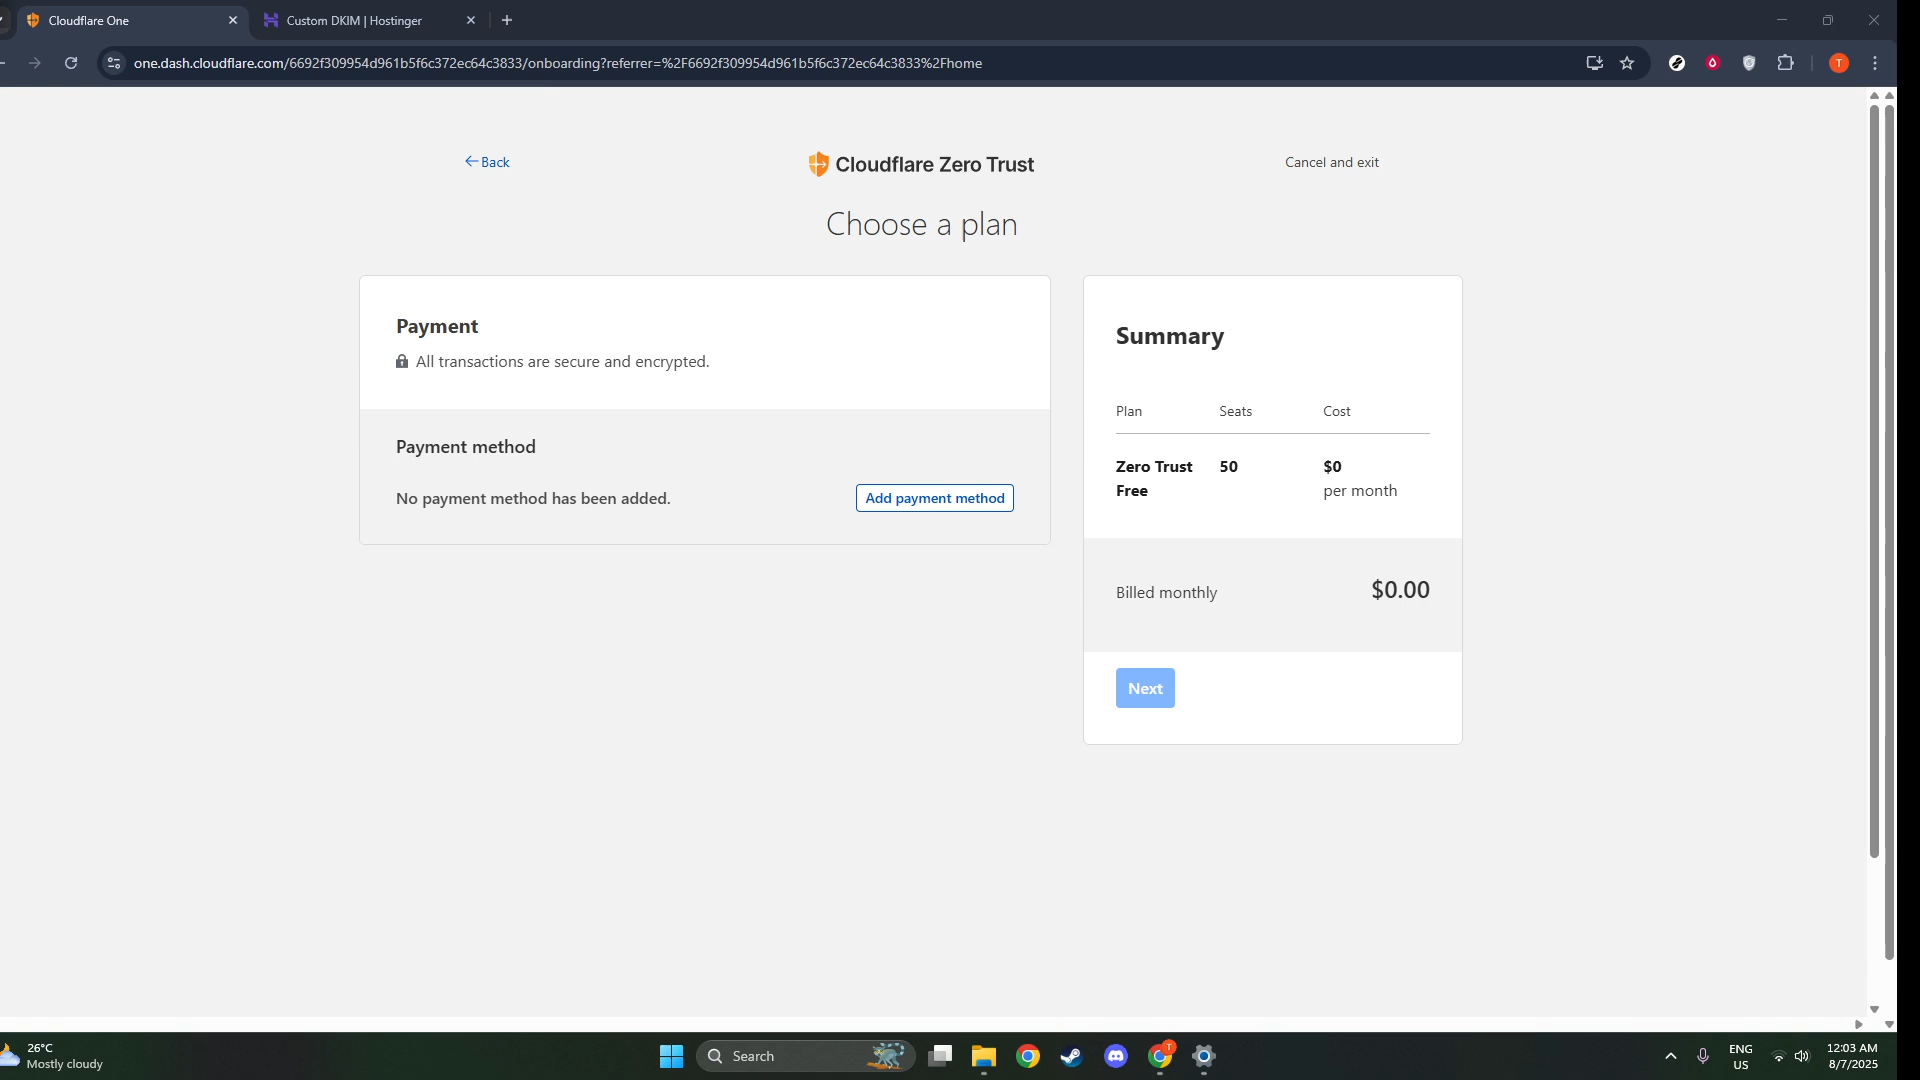 Cloudflare One
Custom DKIM | Hostinger
one.dash.cloudflare.com/6692f309954d961b5f6c372ec64c3833/onboarding?referrer=%2F6692f309954d961b5f6c372ec64c3833%2Fhome
T
Back
Cloudflare Zero Trust
Cancel and exit
Choose a plan
Payment
All transactions are secure and encrypted.
Payment method
No payment method has been added.
Add payment method
Summary
Plan Seats Cost
Zero Trust 50 $0
Free per month
Billed monthly $0.00
Next
26°C
Mostly cloudy
Search
T
ENG
US
12:03 AM
8/7/2025